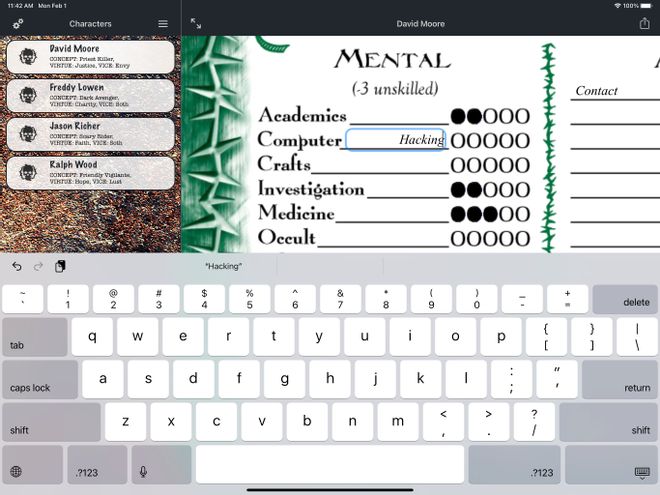 11:42 AM Mon Feb 1
100%
Characters
David Moore
David Moore
CONCEPT: Priest Killer,
VIRTUE: Justice, VICE: Envy
Freddy Lowen
CONCEPT: Dark Avenger,
VIRTUE: Charity, VICE: Soth
Jason Richer
CONCEPT: Scary Rider,
VIRTUE: Faith, VICE: Soth
Ralph Wood
CONCEPT: Friendly Vigilante,
VIRTUE: Hope, VICE: Lust
MENTAL
(-3 unskilled)
Academics
Computer Hacking
Crafts
Investigation
Medicine
Occult
Contact
"Hacking"
~ ! @ # $ % ^ & * ( ) _ +
` 1 2 3 4 5 6 7 8 9 0 - = delete
tab q w e r t y u i o p { [ } ] | \
caps lock a s d f g h j k l : ; " ' return
shift z x c v b n m < , > . ? / shift
.?123 .?123